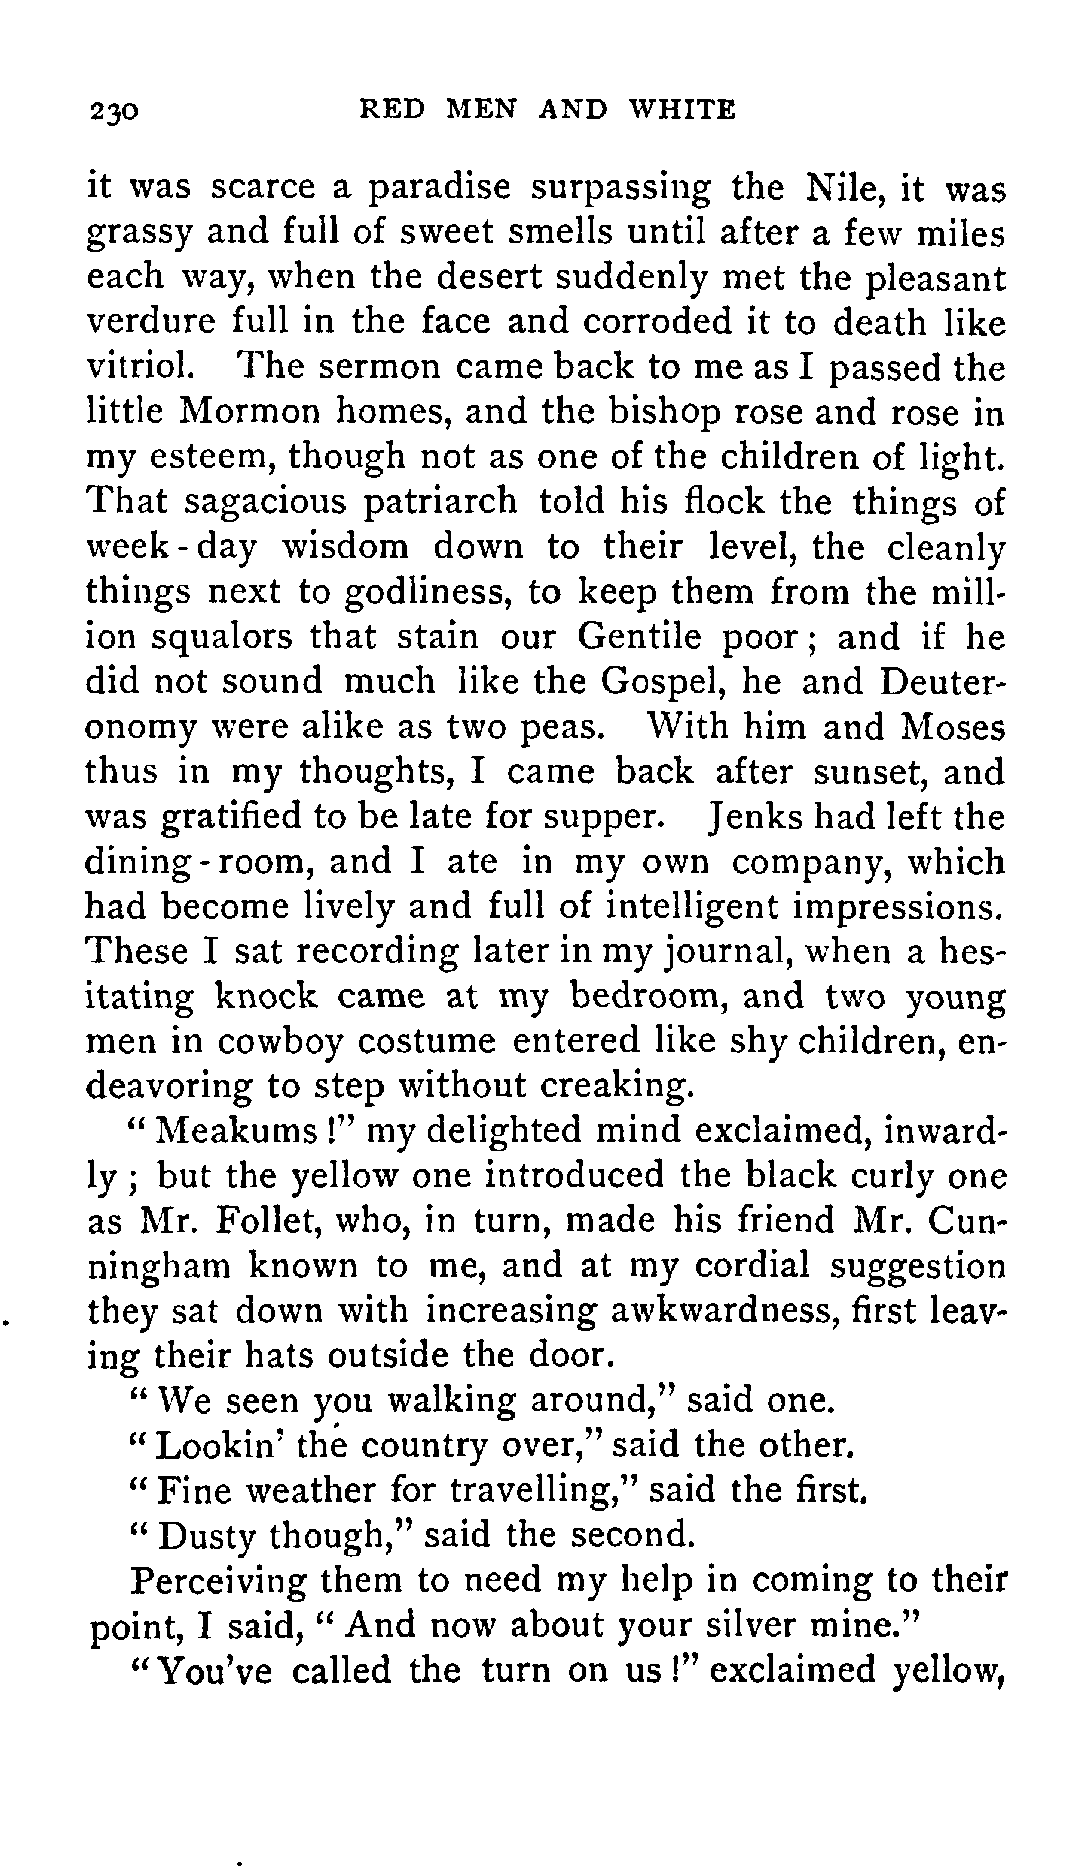 230 RED MEN AND WHITE
it was scarce a paradise surpassing the Nile, it was
grassy and full of sweet smells until after a few miles
each way, when the desert suddenly met the pleasant
verdure full in the face and corroded it to death like
vitriol. The sermon came back to me as I passed the
little Mormon homes, and the bishop rose and rose in
my esteem, though not as one of the children of light.
That sagacious patriarch told his flock the things of
week-day wisdom down to their level, the cleanly
things next to godliness, to keep them from the mill-
ion squalors that stain our Gentile poor; and if he
did not sound much like the Gospel, he and Deuter-
onomy were alike as two peas. With him and Moses
thus in my thoughts, I came back after sunset, and
was gratified to be late for supper. Jenks had left the
dining-room, and I ate in my own company, which
had become lively and full of intelligent impressions.
These I sat recording later in my journal, when a hes-
itating knock came at my bedroom, and two young
men in cowboy costume entered like shy children, en-
deavoring to step without creaking.
"Meakums!" my delighted mind exclaimed, inward-
ly; but the yellow one introduced the black curly one
as Mr. Follet, who, in turn, made his friend Mr. Cun-
ningham known to me, and at my cordial suggestion
they sat down with increasing awkwardness, first leav-
ing their hats outside the door.
"We seen you walking around," said one.
"Lookin' the country over," said the other.
"Fine weather for travelling," said the first.
"Dusty though," said the second.
Perceiving them to need my help in coming to their
point, I said, "And now about your silver mine."
"You've called the turn on us!" exclaimed yellow,